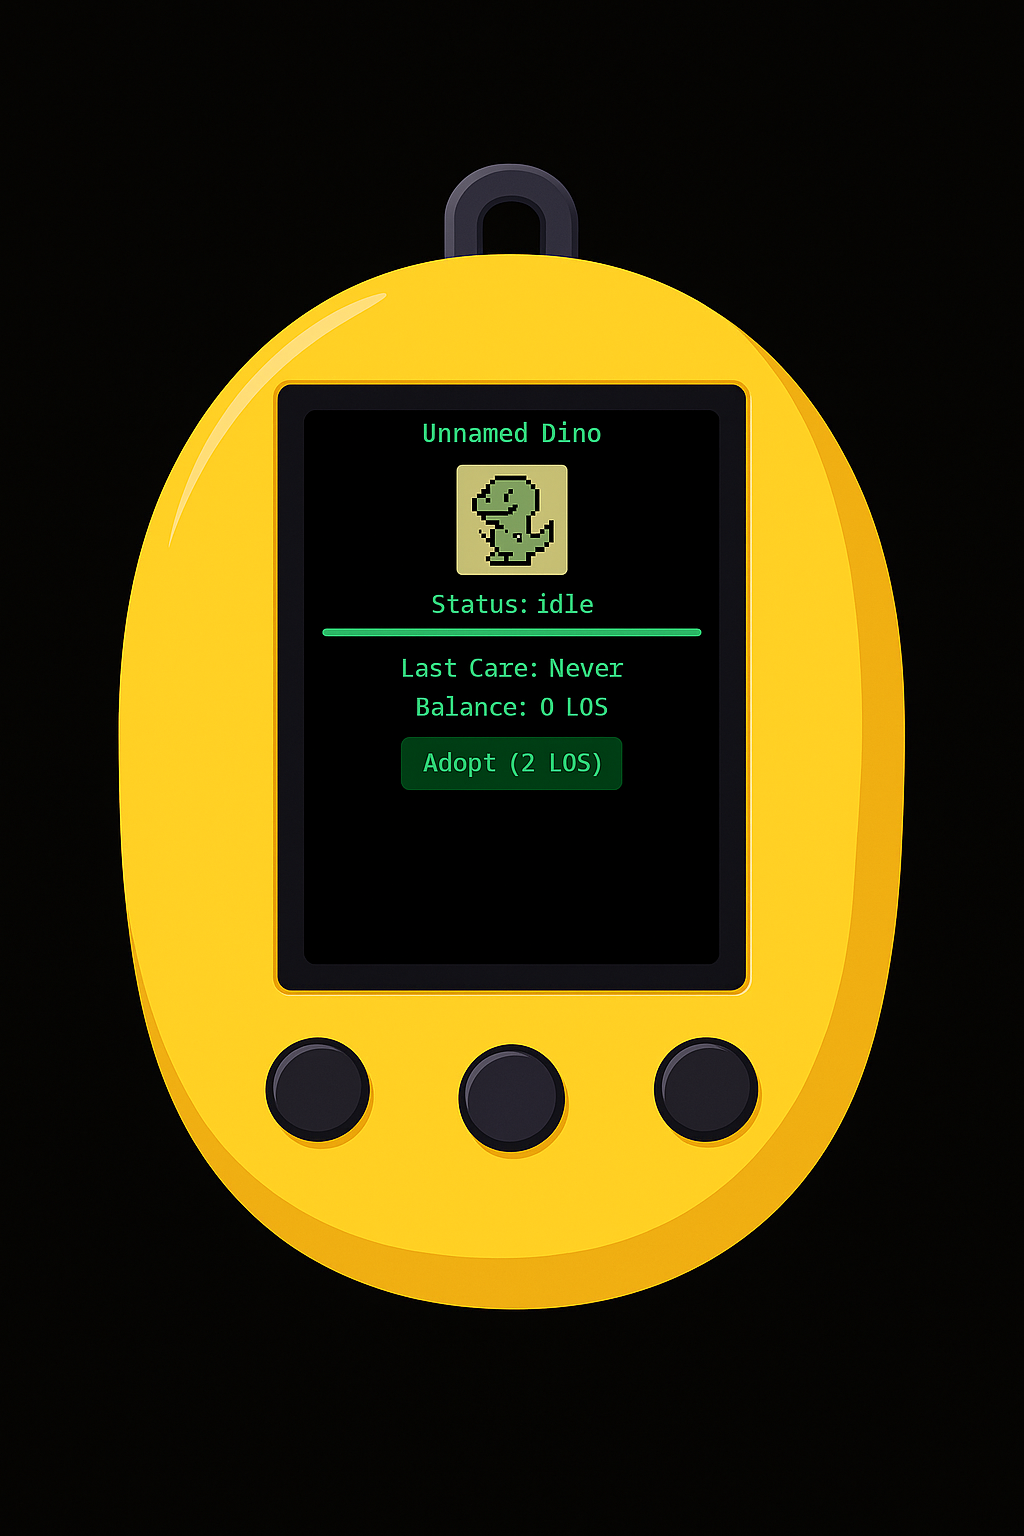 Unnamed Dino
Status: idle
Last Care: Never
Balance: 0 LOS
Adopt (2 LOS)